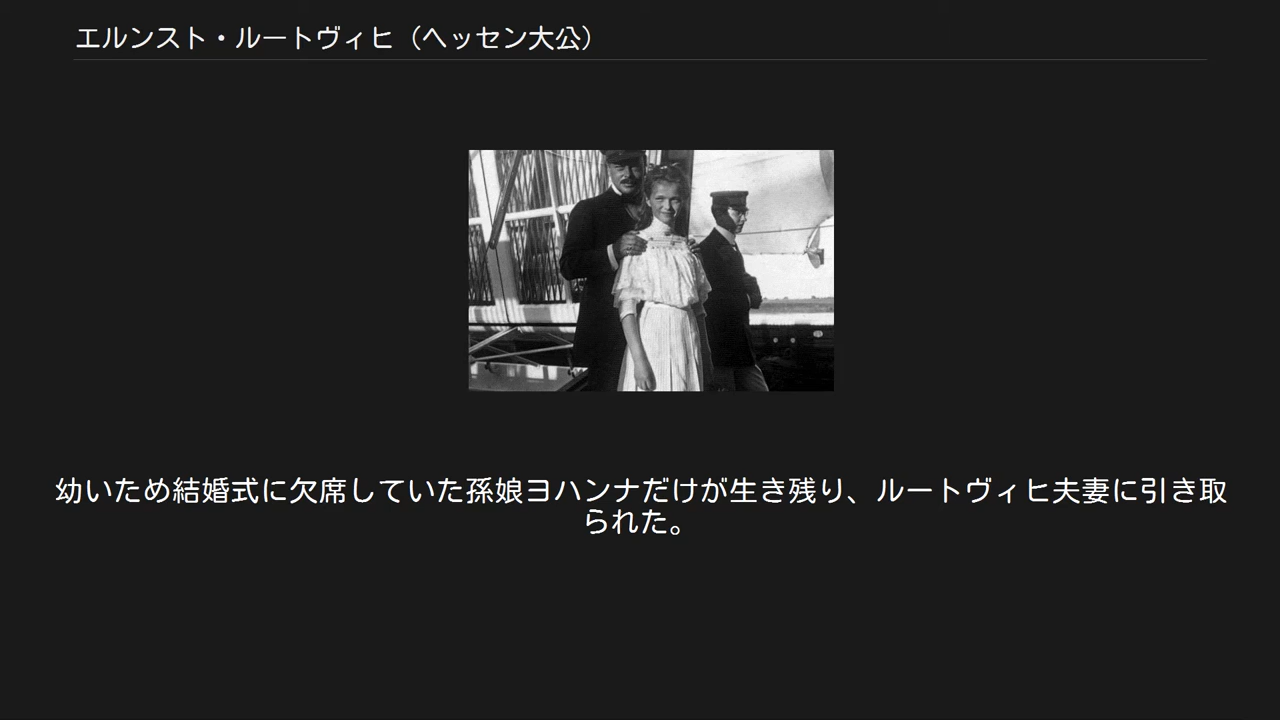 エルンスト・ルートヴィヒ（ヘッセン大公）
幼いため結婚式に欠席していた孫娘ヨハンナだけが生き残り、ルートヴィヒ夫妻に引き取
られた。